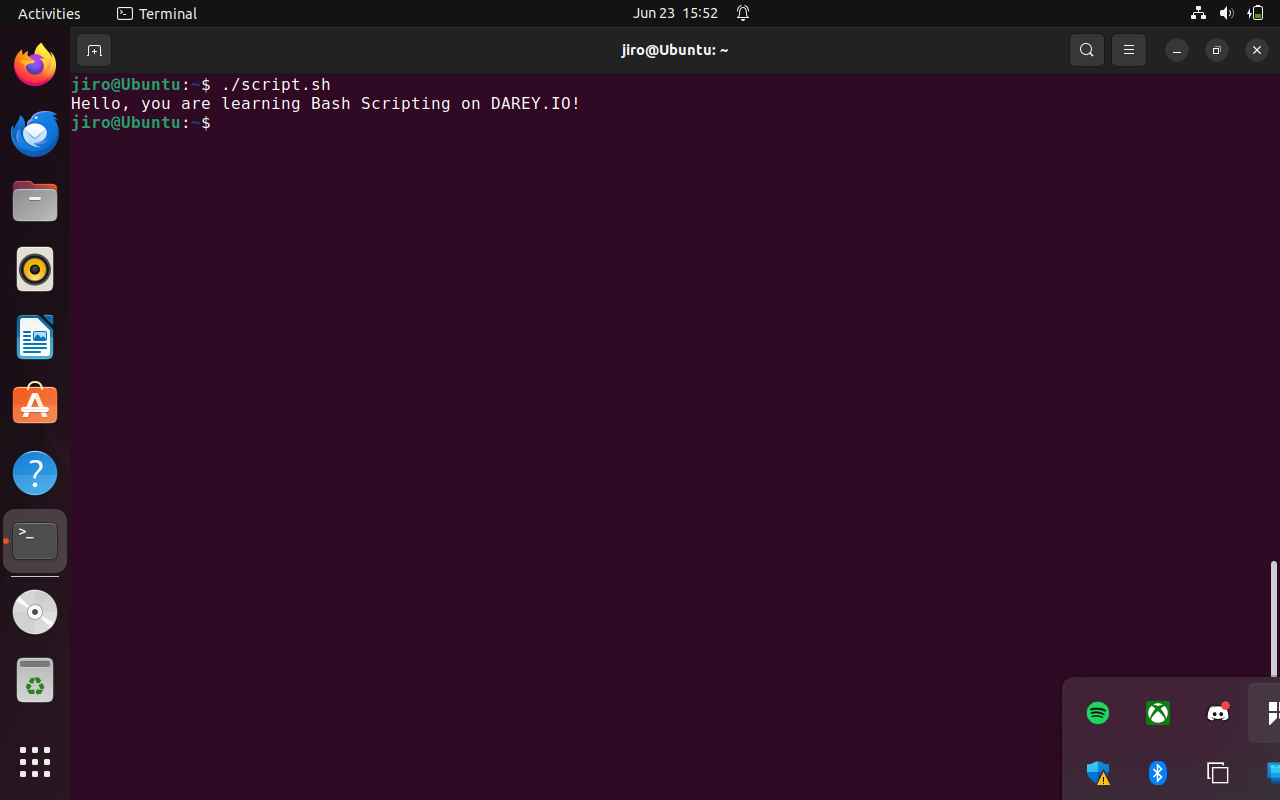 Activities
Terminal
Jun 23 15:52
jiro@Ubuntu: ~
jiro@Ubuntu:~$ ./script.sh
Hello, you are learning Bash Scripting on DAREY.IO!
jiro@Ubuntu:~$